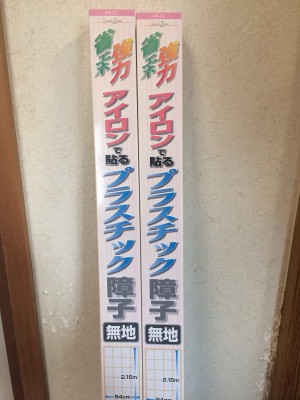 省エネ
強力
アイロンで貼る
プラスチック
障子
無地
2.15m
94cm
省エネ
強力
アイロンで貼る
プラスチック
障子
無地
2.15m
94cm